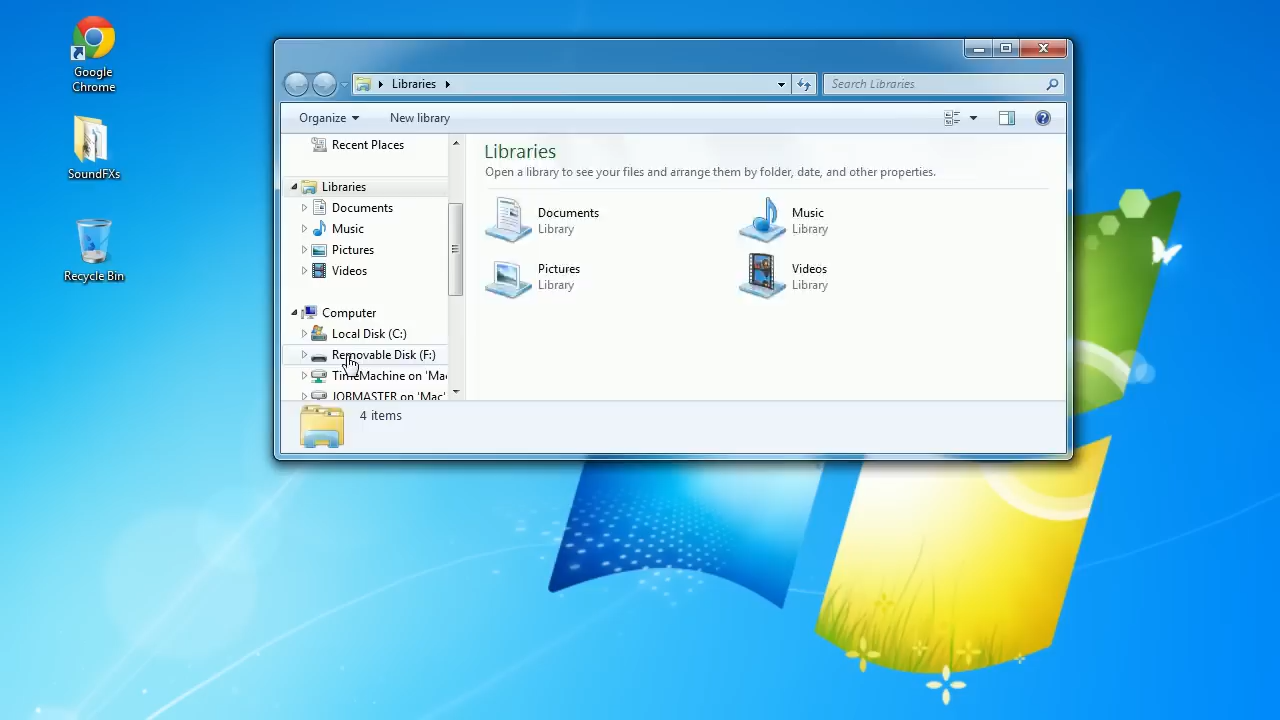 Google
Chrome
SoundFXs
Recycle Bin
Libraries
Search Libraries
Organize
New library
Recent Places
Libraries
Documents
Music
Pictures
Videos
Computer
Local Disk (C:)
Removable Disk (F:)
TimeMachine on 'Mac
JOBMASTER on 'Mac'
Libraries
Open a library to see your files and arrange them by folder, date, and other properties.
Documents
Library
Music
Library
Pictures
Library
Videos
Library
4 items